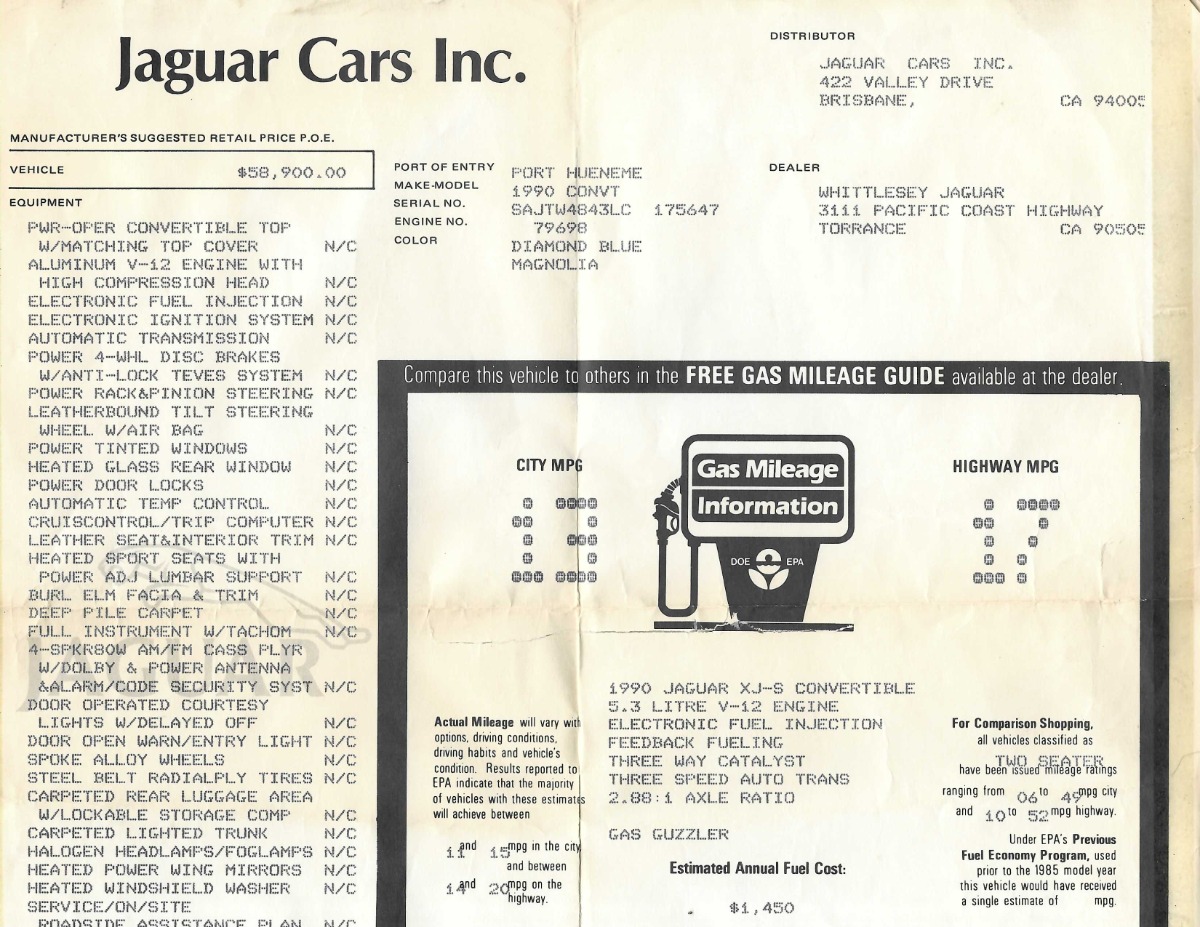 Jaguar Cars Inc.
DISTRIBUTOR
JAGUAR CARS INC.
422 VALLEY DRIVE
BRISBANE, CA 94005
MANUFACTURER'S SUGGESTED RETAIL PRICE P.O.E.
VEHICLE $58,900.00
PORT OF ENTRY PORT HUENEME
MAKE-MODEL 1990 CONVT
SERIAL NO. SAJTW4843LC 175647
ENGINE NO. 79698
COLOR DIAMOND BLUE
MAGNOLIA
DEALER
WHITTLESEY JAGUAR
3111 PACIFIC COAST HIGHWAY
TORRANCE CA 90505
EQUIPMENT
PWR-OPER CONVERTIBLE TOP
W/MATCHING TOP COVER N/C
ALUMINUM V-12 ENGINE WITH
HIGH COMPRESSION HEAD N/C
ELECTRONIC FUEL INJECTION N/C
ELECTRONIC IGNITION SYSTEM N/C
AUTOMATIC TRANSMISSION N/C
POWER 4-WHL DISC BRAKES
W/ANTI-LOCK TEVES SYSTEM N/C
POWER RACK&PINION STEERING N/C
LEATHERBOUND TILT STEERING
WHEEL W/AIR BAG N/C
POWER TINTED WINDOWS N/C
HEATED GLASS REAR WINDOW N/C
POWER DOOR LOCKS N/C
AUTOMATIC TEMP CONTROL N/C
CRUISCONTROL/TRIP COMPUTER N/C
LEATHER SEAT&INTERIOR TRIM N/C
HEATED SPORT SEATS WITH
POWER ADJ LUMBAR SUPPORT N/C
BURL ELM FACIA & TRIM N/C
DEEP PILE CARPET N/C
FULL INSTRUMENT W/TACHOM N/C
4-SPKR80W AM/FM CASS PLYR
W/DOLBY & POWER ANTENNA
&ALARM/CODE SECURITY SYST N/C
DOOR OPERATED COURTESY
LIGHTS W/DELAYED OFF N/C
DOOR OPEN WARN/ENTRY LIGHT N/C
SPOKE ALLOY WHEELS N/C
STEEL BELT RADIALPLY TIRES N/C
CARPETED REAR LUGGAGE AREA
W/LOCKABLE STORAGE COMP N/C
CARPETED LIGHTED TRUNK N/C
HALOGEN HEADLAMPS/FOGLAMPS N/C
HEATED POWER WING MIRRORS N/C
HEATED WINDSHIELD WASHER N/C
SERVICE/ON/SITE
ROADSIDE ASSISTANCE PLAN N/C
JAGUAR
Compare this vehicle to others in the FREE GAS MILEAGE GUIDE available at the dealer.
CITY MPG
13
Gas Mileage
Information
DOE EPA
HIGHWAY MPG
17
Actual Mileage will vary with
options, driving conditions,
driving habits and vehicle's
condition. Results reported to
EPA indicate that the majority
of vehicles with these estimates
will achieve between
11 and 15 mpg in the city
and between
14 and 20 mpg on the
highway.
1990 JAGUAR XJ-S CONVERTIBLE
5.3 LITRE V-12 ENGINE
ELECTRONIC FUEL INJECTION
FEEDBACK FUELING
THREE WAY CATALYST
THREE SPEED AUTO TRANS
2.88:1 AXLE RATIO
GAS GUZZLER
Estimated Annual Fuel Cost:
$1,450
For Comparison Shopping,
all vehicles classified as
TWO SEATER
have been issued mileage ratings
ranging from 06 to 49 mpg city
and 10 to 52 mpg highway.
Under EPA's Previous
Fuel Economy Program, used
prior to the 1985 model year
this vehicle would have received
a single estimate of mpg.